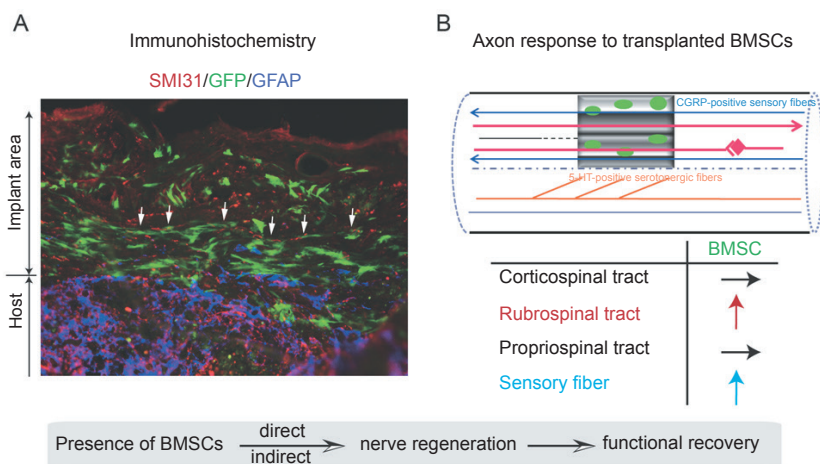 A
Immunohistochemistry
SMI31/GFP/GFAP
Implant area
Host
B
Axon response to transplanted BMSCs
CGRP-positive sensory fibers
5-HT-positive serotonergic fibers
BMSC
Corticospinal tract
Rubrospinal tract
Propriospinal tract
Sensory fiber
Presence of BMSCs direct nerve regeneration functional recovery
indirect